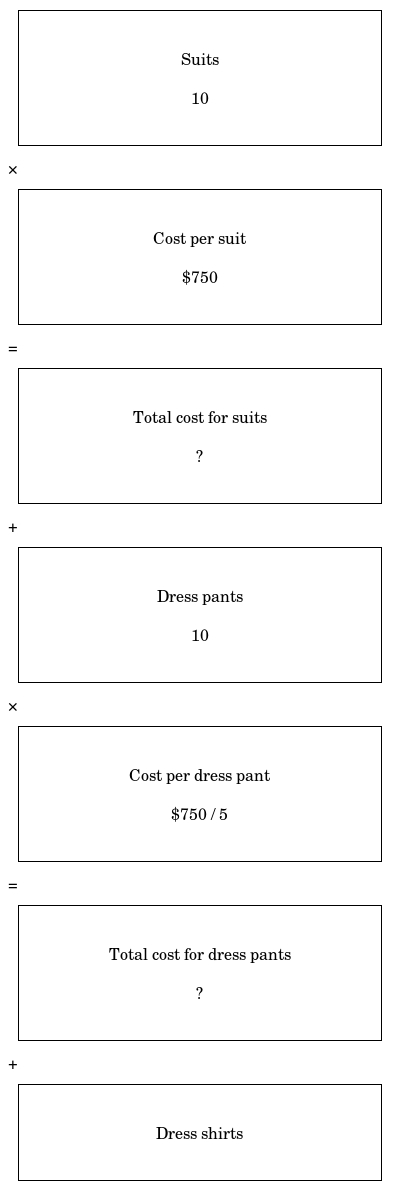 Suits
10
×
Cost per suit
$750
=
Total cost for suits
?
+
Dress pants
10
×
Cost per dress pant
$750 / 5
=
Total cost for dress pants
?
+
Dress shirts